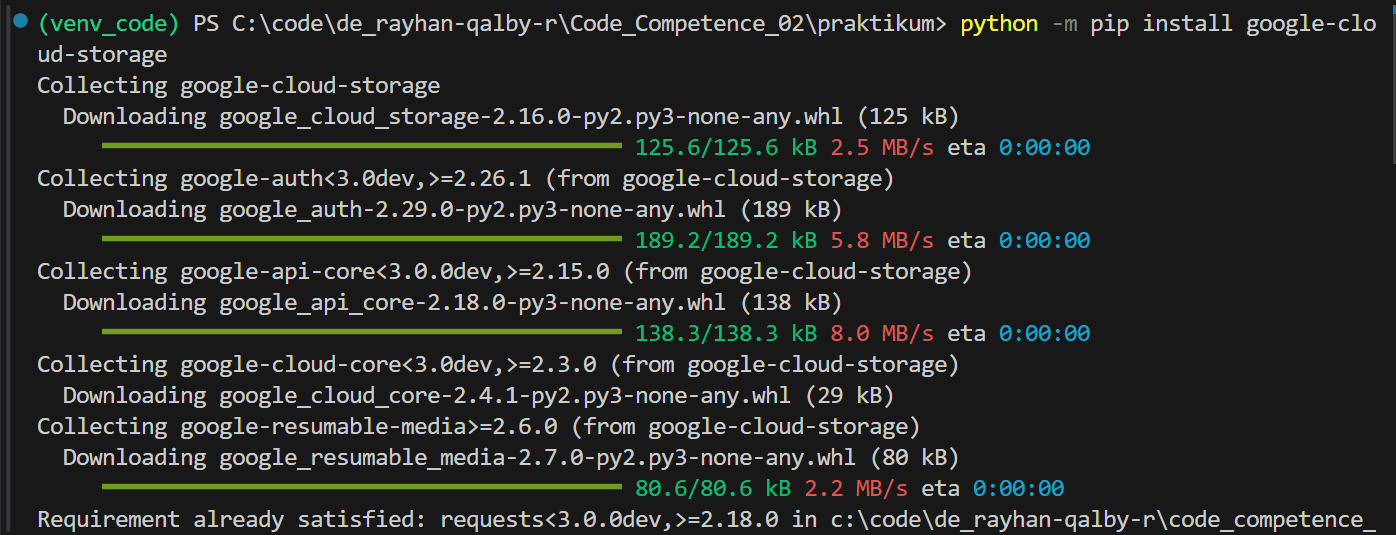 (venv_code) PS C:\code\de_rayhan-qalby-r\Code_Competence_02\praktikum> python -m pip install google-clo
ud-storage
Collecting google-cloud-storage
Downloading google_cloud_storage-2.16.0-py2.py3-none-any.whl (125 kB)
125.6/125.6 kB 2.5 MB/s eta 0:00:00
Collecting google-auth<3.0dev,>=2.26.1 (from google-cloud-storage)
Downloading google_auth-2.29.0-py2.py3-none-any.whl (189 kB)
189.2/189.2 kB 5.8 MB/s eta 0:00:00
Collecting google-api-core<3.0.0dev,>=2.15.0 (from google-cloud-storage)
Downloading google_api_core-2.18.0-py3-none-any.whl (138 kB)
138.3/138.3 kB 8.0 MB/s eta 0:00:00
Collecting google-cloud-core<3.0dev,>=2.3.0 (from google-cloud-storage)
Downloading google_cloud_core-2.4.1-py2.py3-none-any.whl (29 kB)
Collecting google-resumable-media>=2.6.0 (from google-cloud-storage)
Downloading google_resumable_media-2.7.0-py2.py3-none-any.whl (80 kB)
80.6/80.6 kB 2.2 MB/s eta 0:00:00
Requirement already satisfied: requests<3.0.0dev,>=2.18.0 in c:\code\de_rayhan-qalby-r\code_competence_